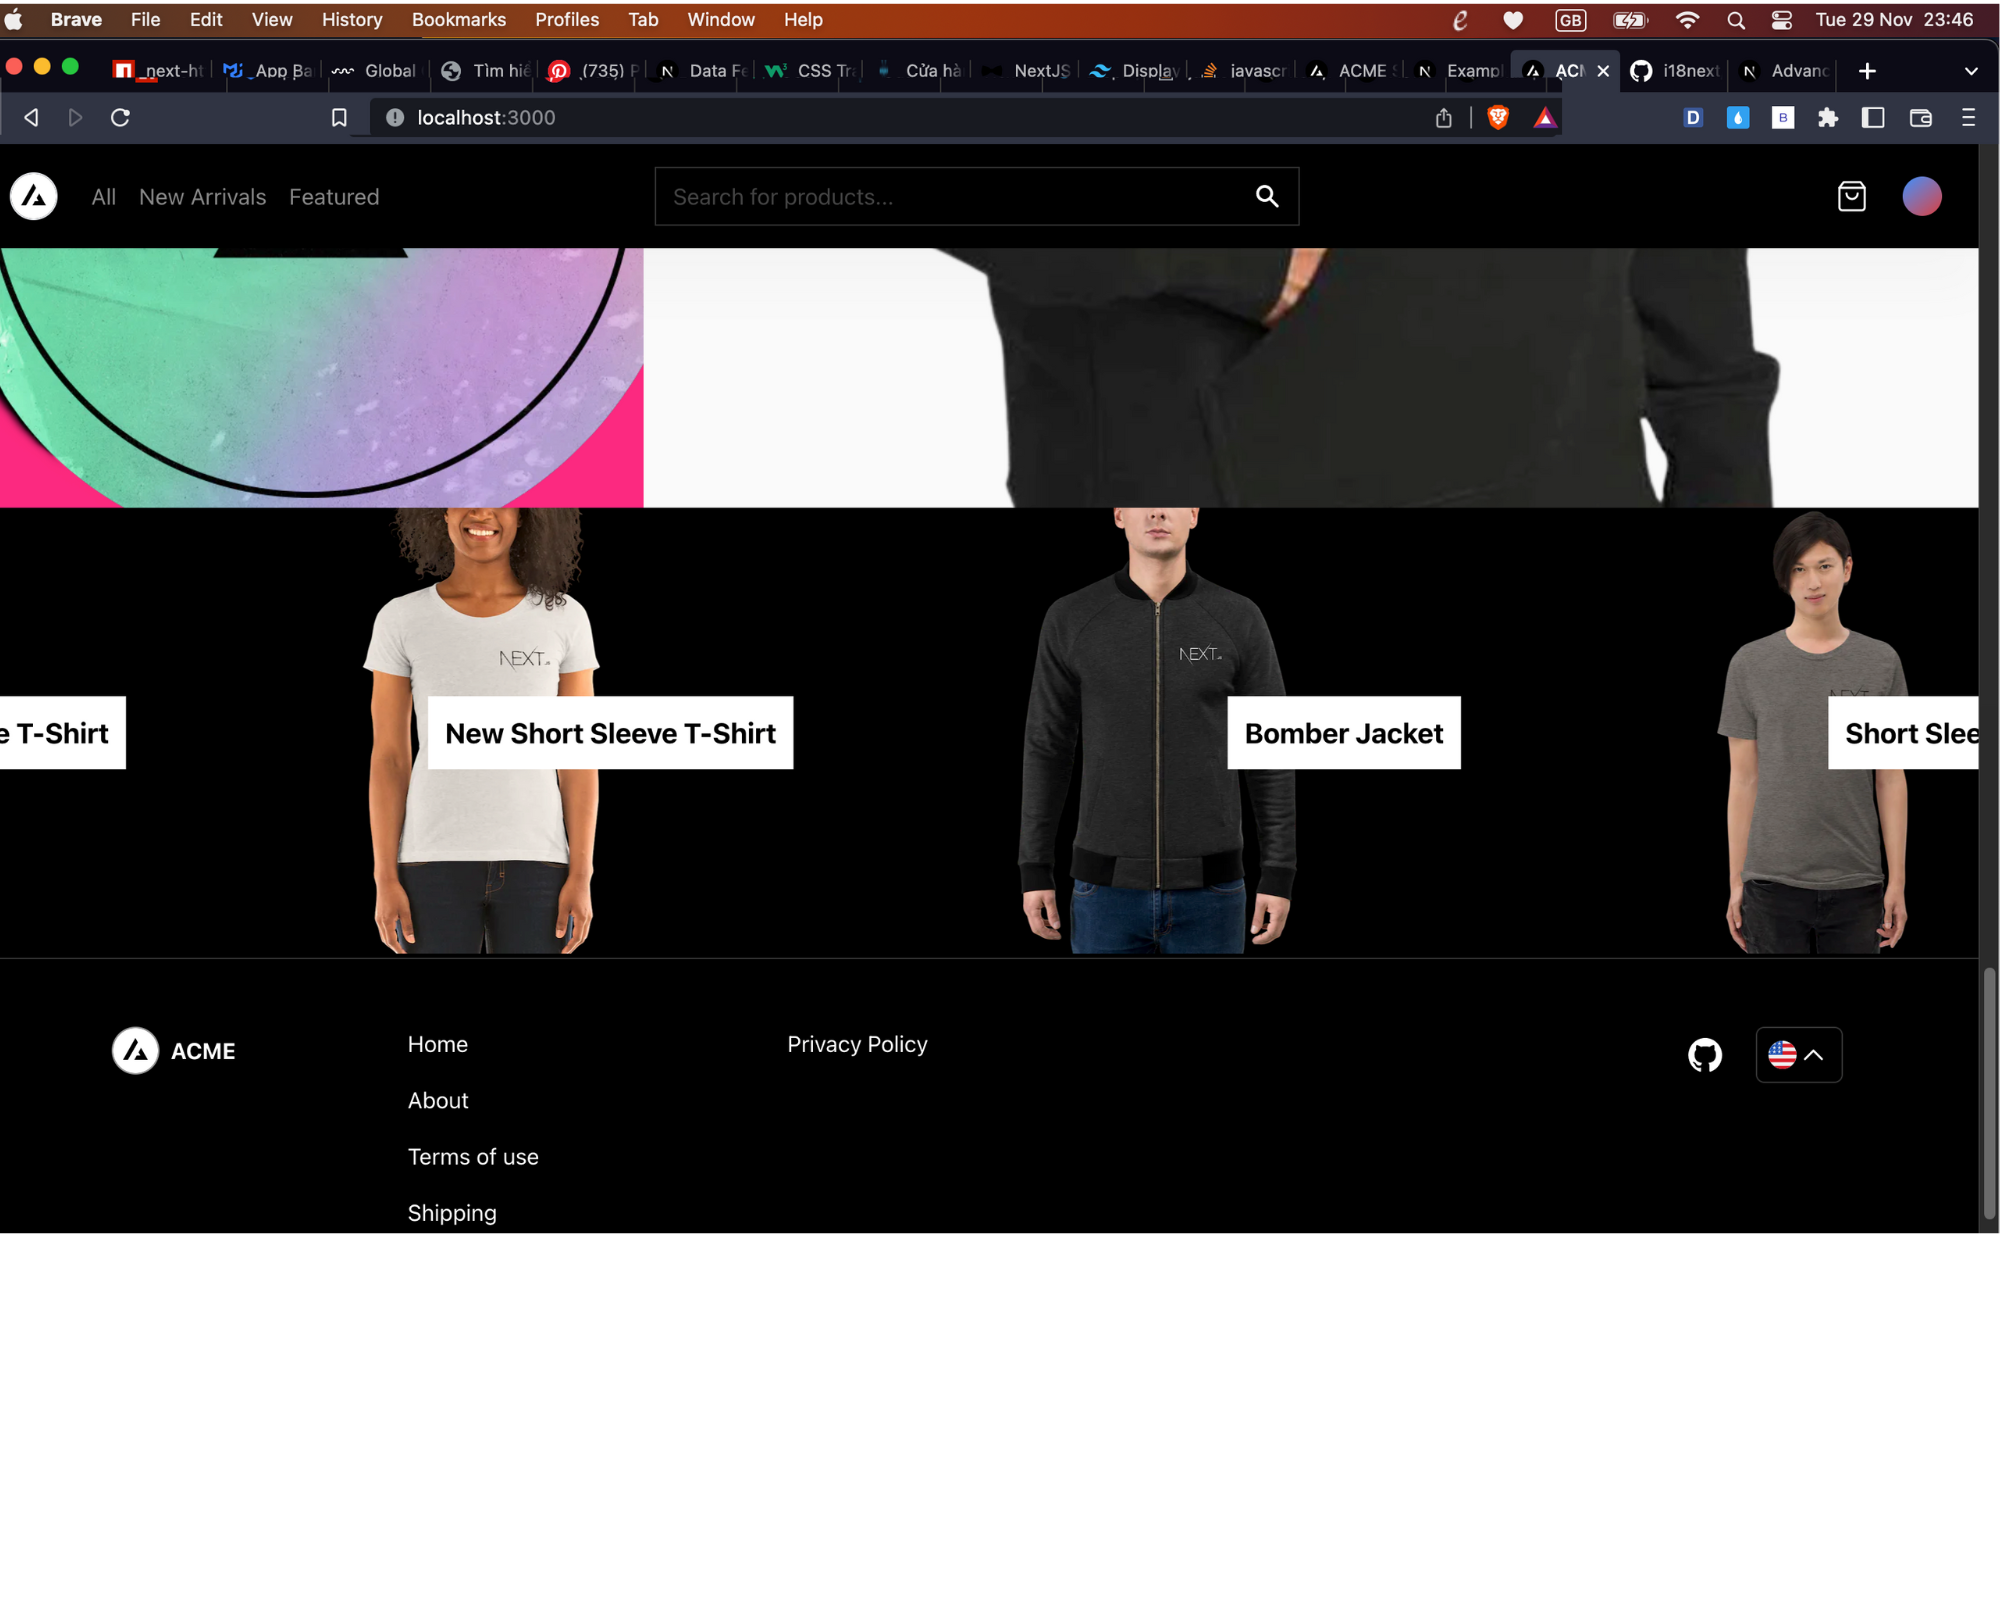 Brave File Edit View History Bookmarks Profiles Tab Window Help GB Tue 29 Nov 23:46
_next-ht App Ba Global Tìm hiể (735) P Data Fe CSS Tra Cửa hà NextJS Display javascr ACME S Exampl ACM i18next Advanc
localhost:3000
All New Arrivals Featured Search for products...
NEXT
NEXT
NEXT
e T-Shirt New Short Sleeve T-Shirt Bomber Jacket Short Slee
ACME
Home
Privacy Policy
About
Terms of use
Shipping